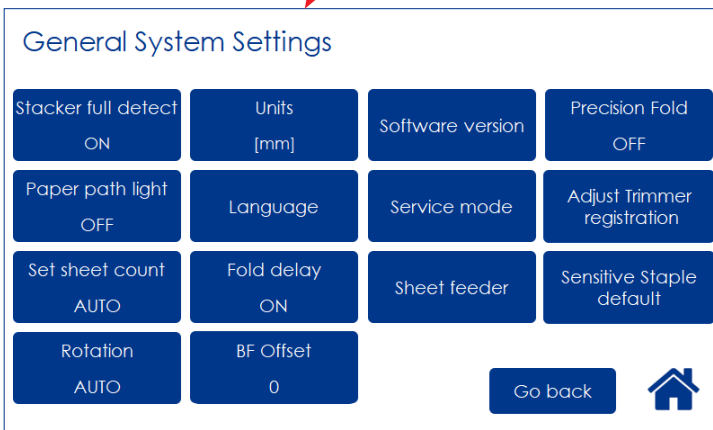 General System Settings
Stacker full detect
ON
Units
[mm]
Software version
Precision Fold
OFF
Paper path light
OFF
Language
Service mode
Adjust Trimmer
registration
Set sheet count
AUTO
Fold delay
ON
Sheet feeder
Sensitive Staple
default
Rotation
AUTO
BF Offset
0
Go back